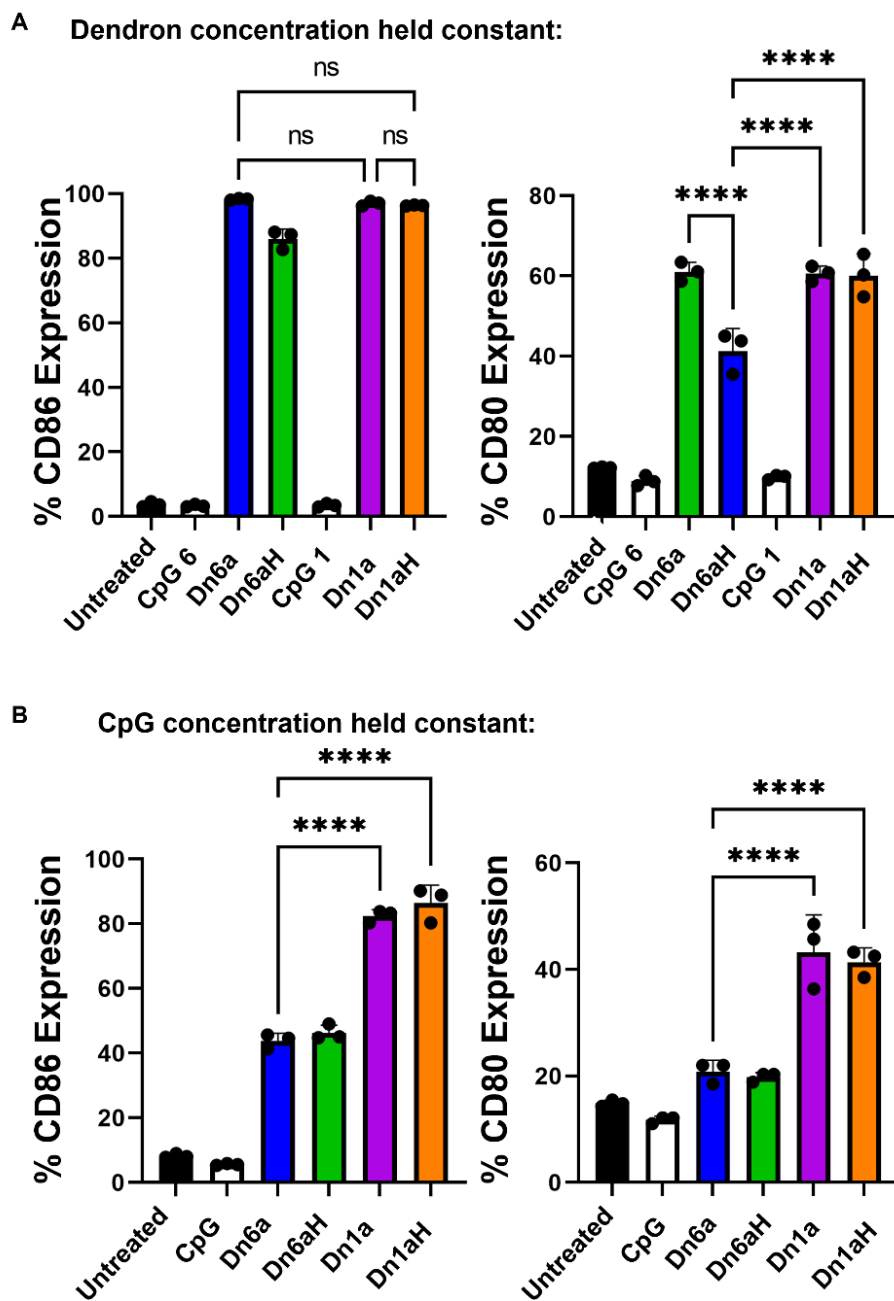 A Dendron concentration held constant:
ns
ns
ns
% CD86 Expression
100
80
60
40
20
0
Untreated
CpG 6
Dn6a
Dn6aH
CpG 1
Dn1a
Dn1aH
****
****
****
% CD80 Expression
80
60
40
20
0
Untreated
CpG 6
Dn6a
Dn6aH
CpG 1
Dn1a
Dn1aH
B CpG concentration held constant:
****
****
% CD86 Expression
100
80
60
40
20
0
Untreated
CpG
Dn6a
Dn6aH
Dn1a
Dn1aH
****
****
% CD80 Expression
60
40
20
0
Untreated
CpG
Dn6a
Dn6aH
Dn1a
Dn1aH